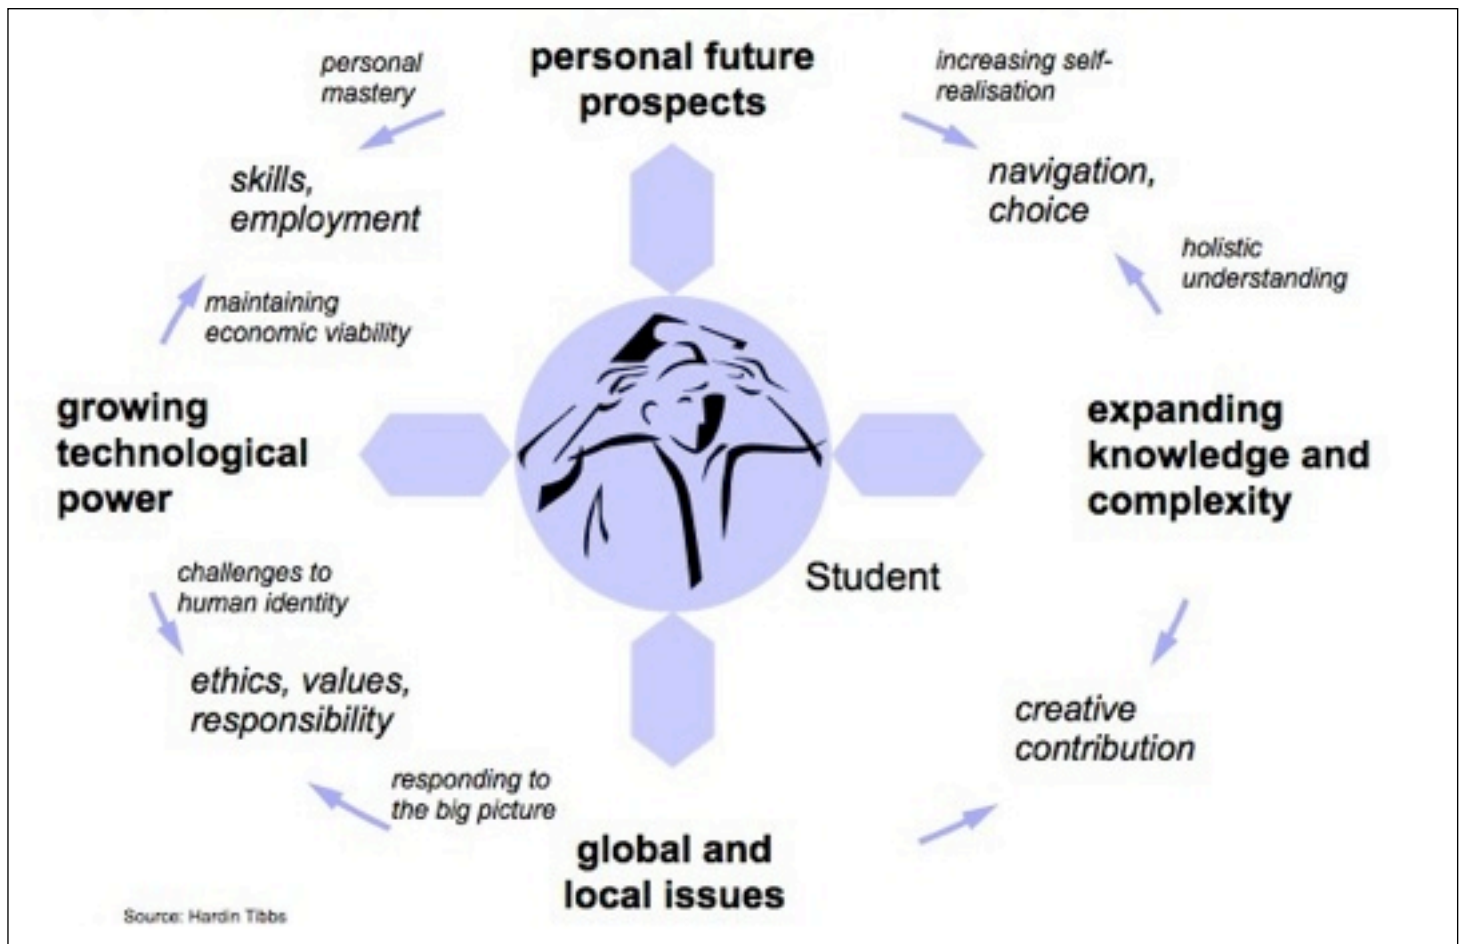 personal future
prospects
personal
mastery
increasing self-
realisation
skills,
employment
navigation,
choice
holistic
understanding
maintaining
economic viability
growing
technological
power
expanding
knowledge and
complexity
Student
challenges to
human identity
ethics, values,
responsibility
creative
contribution
responding to
the big picture
global and
local issues
Source: Hardin Tibbs